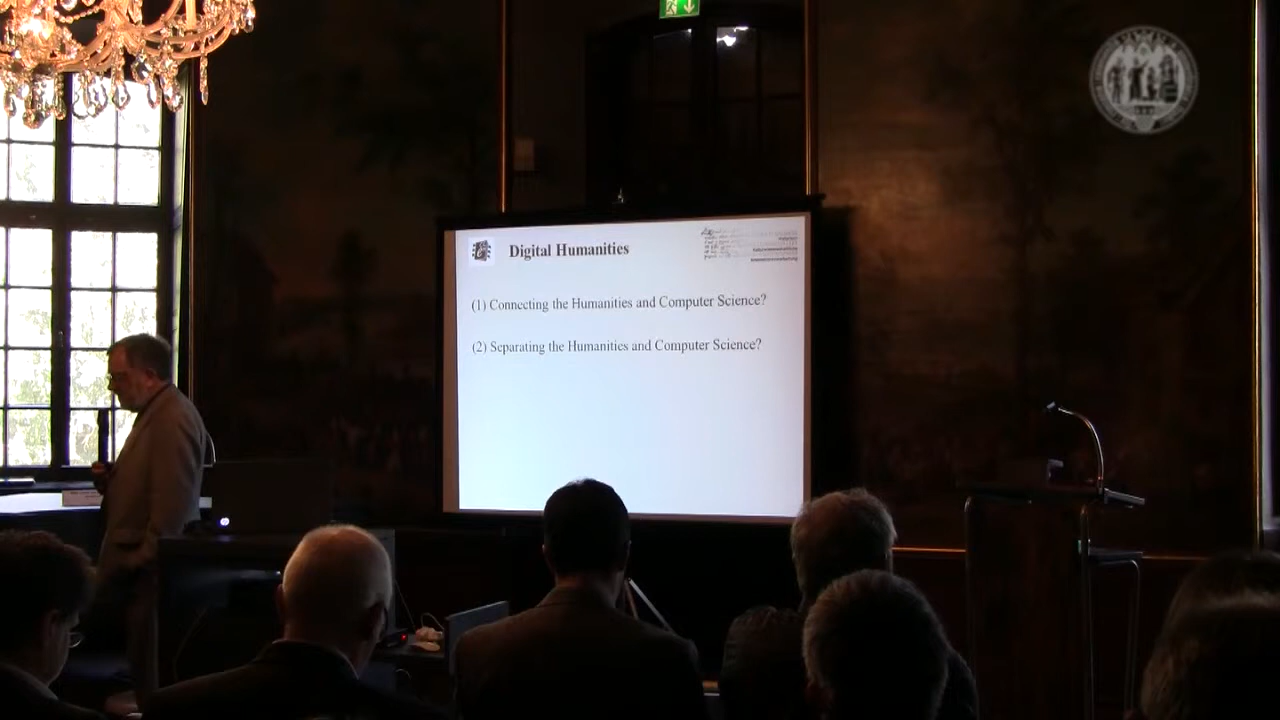 Digital Humanities
(1) Connecting the Humanities and Computer Science?
(2) Separating the Humanities and Computer Science?